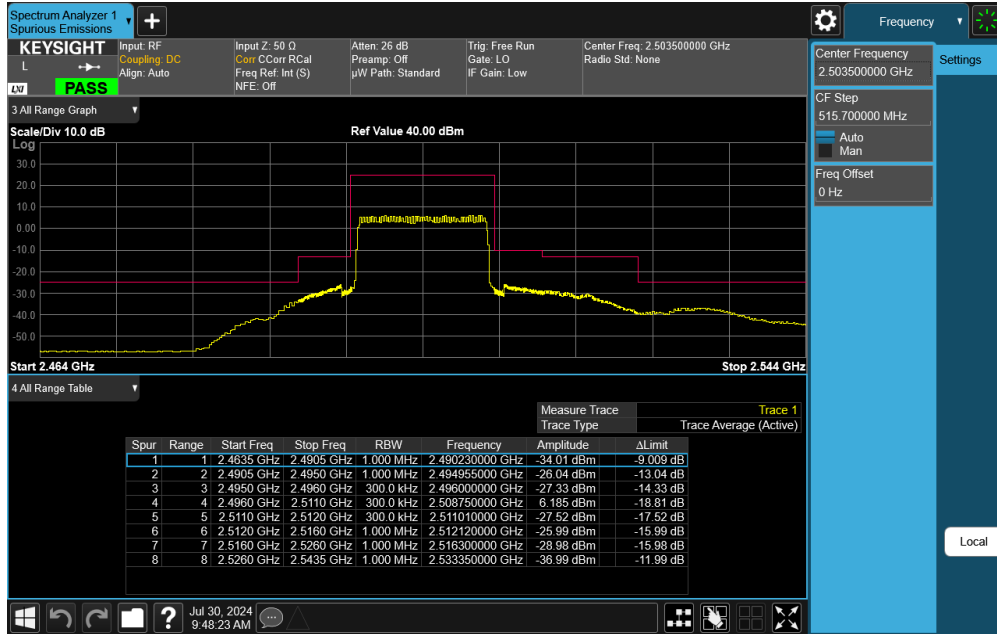 Spectrum Analyzer 1
Spurious Emissions
Frequency
KEYSIGHT
L
LXI
PASS
Input: RF
Coupling: DC
Align: Auto
Input Z: 50 Ω
Corr CCorr RCal
Freq Ref: Int (S)
NFE: Off
Atten: 26 dB
Preamp: Off
µW Path: Standard
Trig: Free Run
Gate: LO
IF Gain: Low
Center Freq: 2.503500000 GHz
Radio Std: None
Center Frequency
2.503500000 GHz
Settings
CF Step
515.700000 MHz
Auto
Man
Freq Offset
0 Hz
3 All Range Graph
Scale/Div 10.0 dB
Ref Value 40.00 dBm
Log
30.0
20.0
10.0
0.00
-10.0
-20.0
-30.0
-40.0
-50.0
Start 2.464 GHz
Stop 2.544 GHz
4 All Range Table
Measure Trace Trace 1
Trace Type Trace Average (Active)
Spur Range Start Freq Stop Freq RBW Frequency Amplitude ΔLimit
1 1 2.4635 GHz 2.4905 GHz 1.000 MHz 2.490230000 GHz -34.01 dBm -9.009 dB
2 2 2.4905 GHz 2.4950 GHz 1.000 MHz 2.494955000 GHz -26.04 dBm -13.04 dB
3 3 2.4950 GHz 2.4960 GHz 300.0 kHz 2.496000000 GHz -27.33 dBm -14.33 dB
4 4 2.4960 GHz 2.5110 GHz 300.0 kHz 2.508750000 GHz 6.185 dBm -18.81 dB
5 5 2.5110 GHz 2.5120 GHz 300.0 kHz 2.511010000 GHz -27.52 dBm -17.52 dB
6 6 2.5120 GHz 2.5160 GHz 1.000 MHz 2.512120000 GHz -25.99 dBm -15.99 dB
7 7 2.5160 GHz 2.5260 GHz 1.000 MHz 2.516300000 GHz -28.98 dBm -15.98 dB
8 8 2.5260 GHz 2.5435 GHz 1.000 MHz 2.533350000 GHz -36.99 dBm -11.99 dB
Local
?
Jul 30, 2024
9:48:23 AM